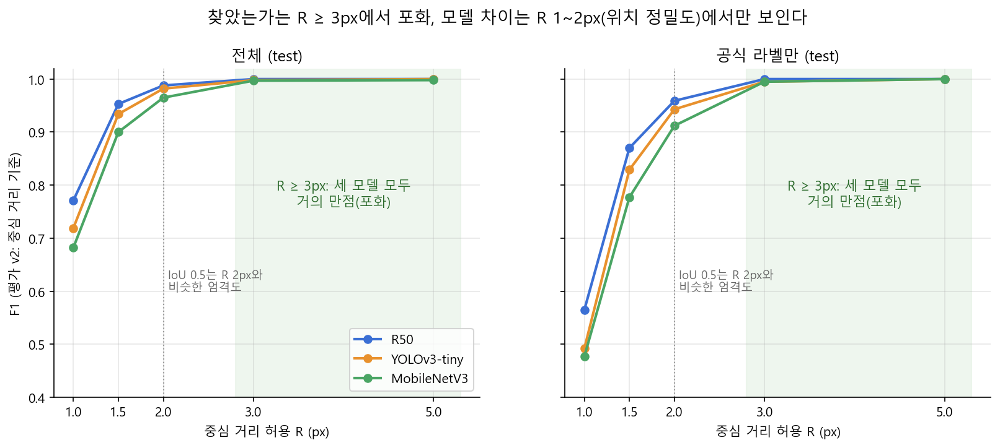 찾았는가는 R ≥ 3px에서 포화, 모델 차이는 R 1~2px(위치 정밀도)에서만 보인다
전체 (test)
F1 (평가 v2: 중심 거리 기준)
1.0
0.9
0.8
0.7
0.6
0.5
0.4
R ≥ 3px: 세 모델 모두
거의 만점(포화)
IoU 0.5는 R 2px와
비슷한 엄격도
R50
YOLOv3-tiny
MobileNetV3
1.0 1.5 2.0 3.0 5.0
중심 거리 허용 R (px)
공식 라벨만 (test)
R ≥ 3px: 세 모델 모두
거의 만점(포화)
IoU 0.5는 R 2px와
비슷한 엄격도
1.0 1.5 2.0 3.0 5.0
중심 거리 허용 R (px)